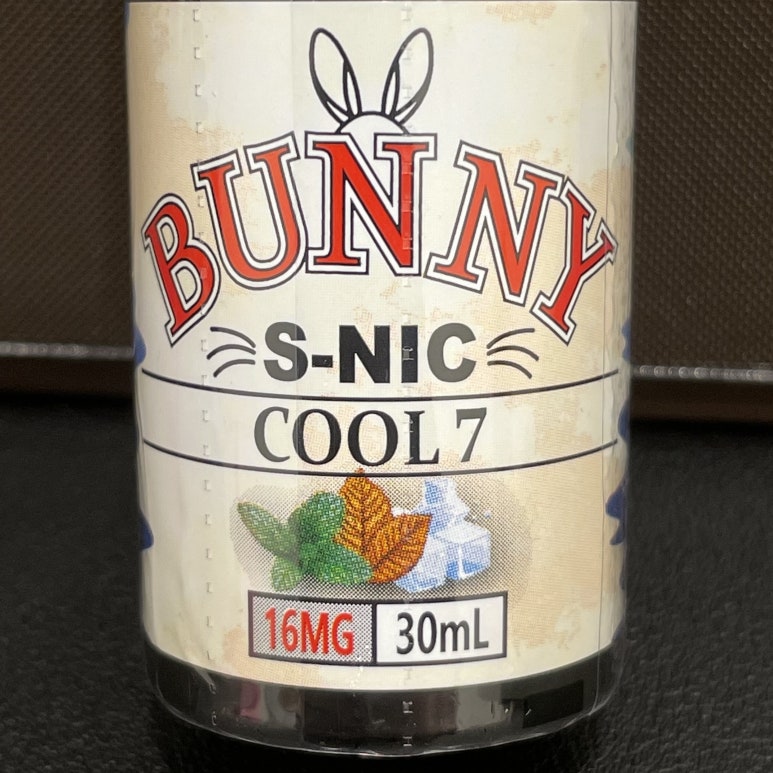 BUNNY
S-NIC
COOL 7
16MG 30mL